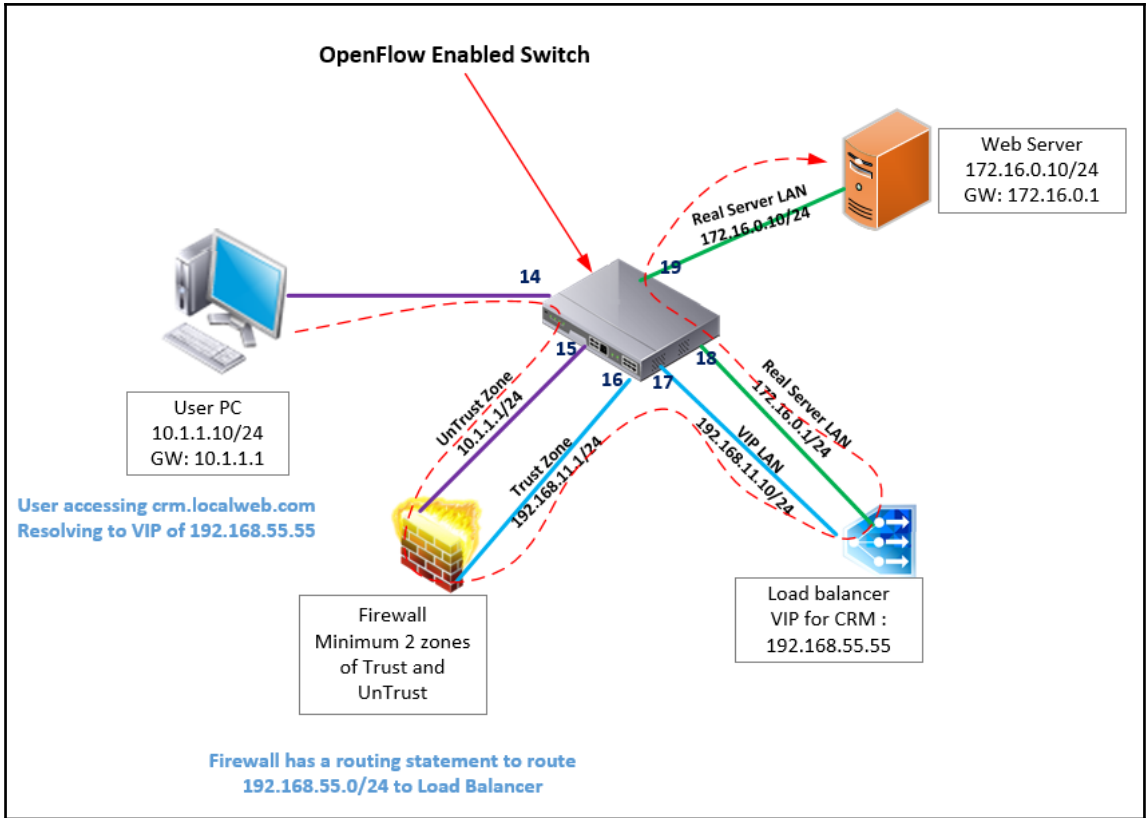 OpenFlow Enabled Switch
Web Server
172.16.0.10/24
GW: 172.16.0.1
Real Server LAN
172.16.0.10/24
14
19
15
16
17
18
User PC
10.1.1.10/24
GW: 10.1.1.1
UnTrust Zone
10.1.1.1/24
Trust Zone
192.168.11.1/24
VIP LAN
192.168.11.10/24
Real Server LAN
172.16.0.1/24
User accessing crm.localweb.com
Resolving to VIP of 192.168.55.55
Firewall
Minimum 2 zones
of Trust and
UnTrust
Load balancer
VIP for CRM :
192.168.55.55
Firewall has a routing statement to route
192.168.55.0/24 to Load Balancer